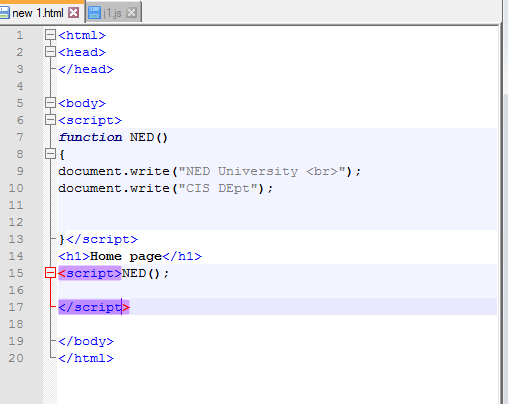 new 1.html j1.js
1 <html>
2 <head>
3 </head>
4
5 <body>
6 <script>
7 function NED()
8 {
9 document.write("NED University <br>");
10 document.write("CIS DEpt");
11
12
13 }</script>
14 <h1>Home page</h1>
15 <script>NED();
16
17 </script>
18
19 </body>
20 </html>